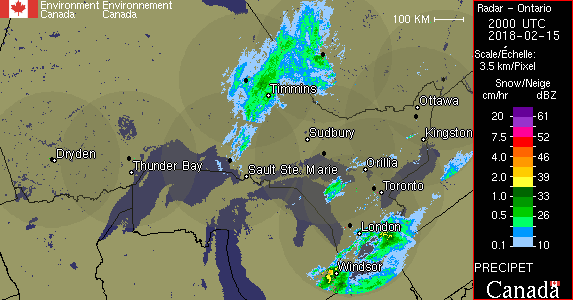 Environment Environnement
Canada Canada
100 KM
Timmins
Ottawa
Sudbury
Kingston
Dryden
Thunder Bay
Sault Ste. Marie
Orillia
Toronto
London
Windsor
Radar - Ontario
2000 UTC
2018-02-15
Scale/Échelle:
3.5 km/Pixel
Snow/Neige
cm/hr dBZ
20 61
7.5 57
5.5 52
4.0 46
2.0 39
1.0 33
0.5 26
0.1 10
PRECIPET
Canada